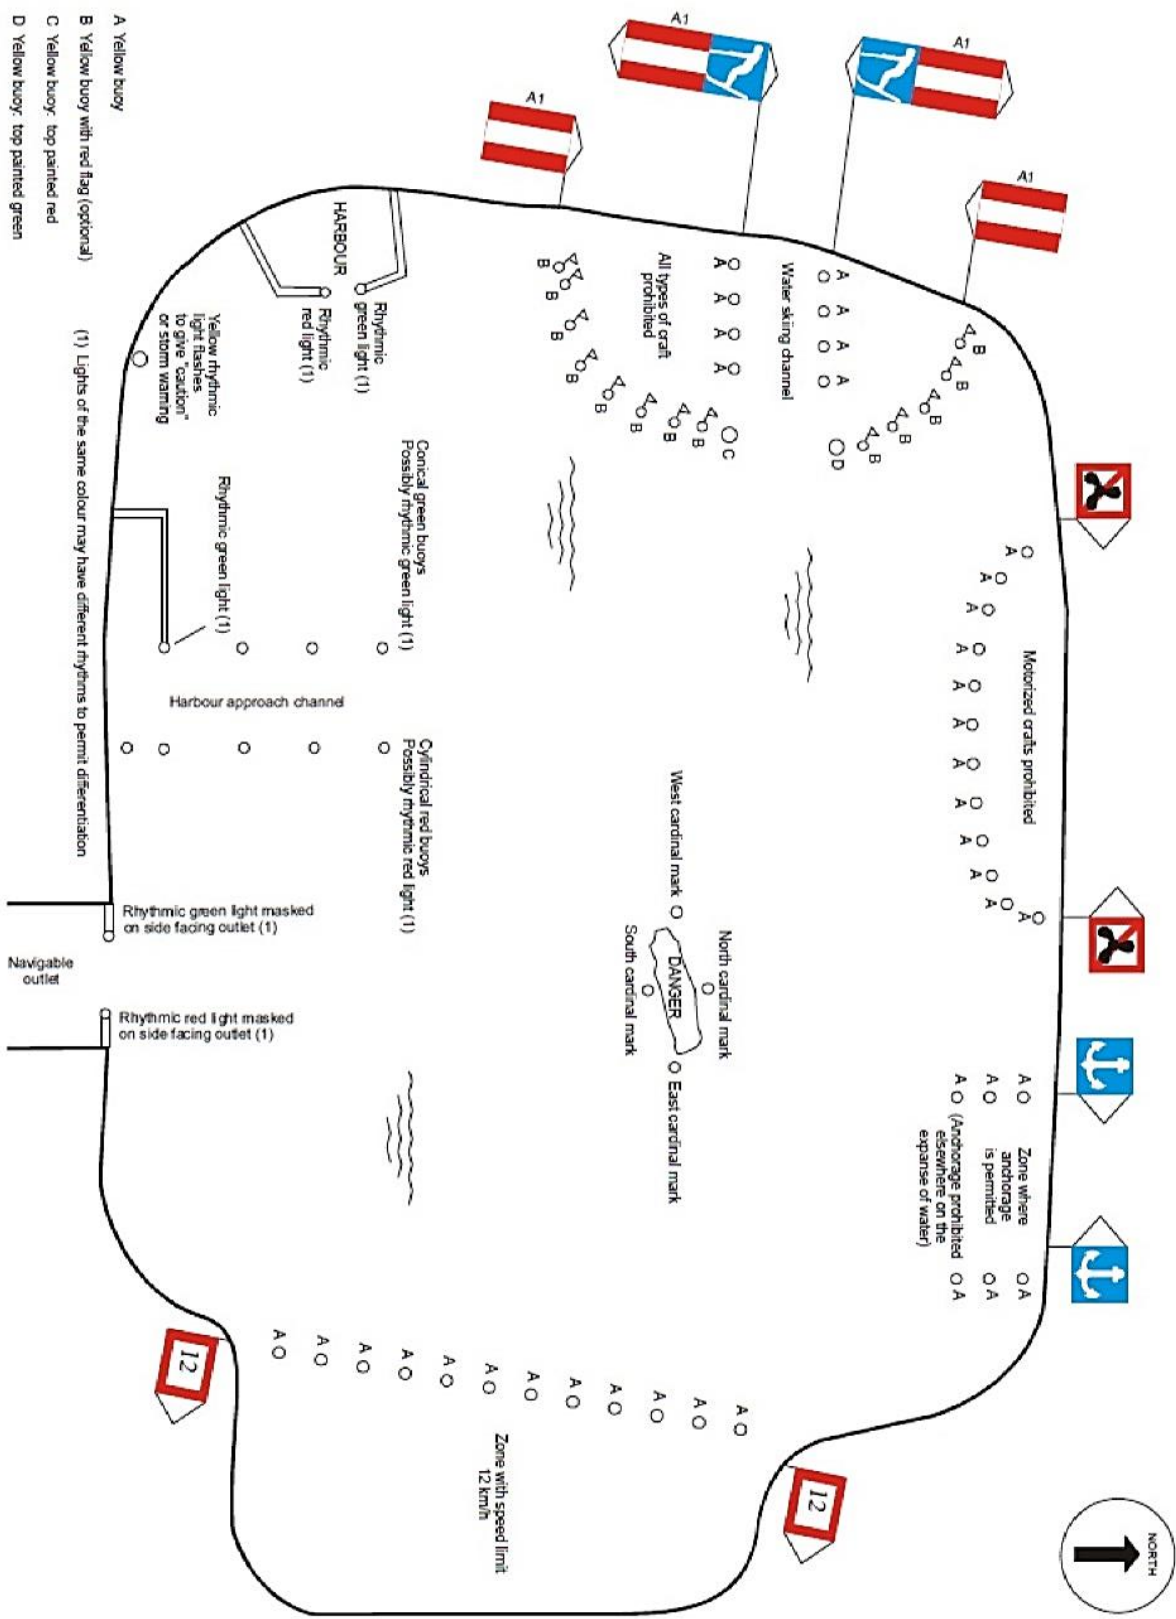 NORTH
A1
A1
A1
A1
B
B
B
B
B
D
C
B
B
B
B
B
B
B
B
A
A
A
A
Water skiing channel
A
A
A
A
All types of craft
prohibited
HARBOUR
Rhythmic
green light (1)
Rhythmic
red light (1)
Yellow rhythmic
light flashes
to give "caution"
or storm warning
Motorized crafts prohibited
A
A
A
A
A
A
A
A
A
A
A
A
Zone where
anchorage
is permitted
(Anchorage prohibited
elsewhere on the
expanse of water)
A
A
A
A
A
A
North cardinal mark
West cardinal mark
DANGER
East cardinal mark
South cardinal mark
Conical green buoys
Possibly rhythmic green light (1)
Cylindrical red buoys
Possibly rhythmic red light (1)
Rhythmic green light (1)
Harbour approach channel
Rhythmic green light masked
on side facing outlet (1)
Navigable
outlet
Rhythmic red light masked
on side facing outlet (1)
A
A
A
A
A
A
A
A
A
A
A
A
Zone with speed limit
12 km/h
12
12
A Yellow buoy
B Yellow buoy with red flag (optional)
C Yellow buoy: top painted red
D Yellow buoy: top painted green
(1) Lights of the same colour may have different rhythms to permit differentiation